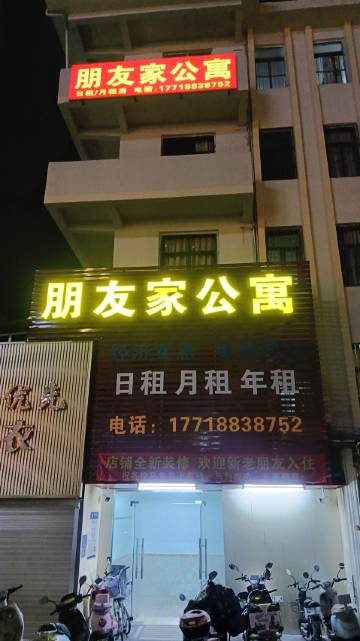 朋友家公寓
日租/月租房 电话:17718838752
朋友家公寓
日租 月租 年租
电话：17718838752
店铺全新装修 欢迎新老朋友入住